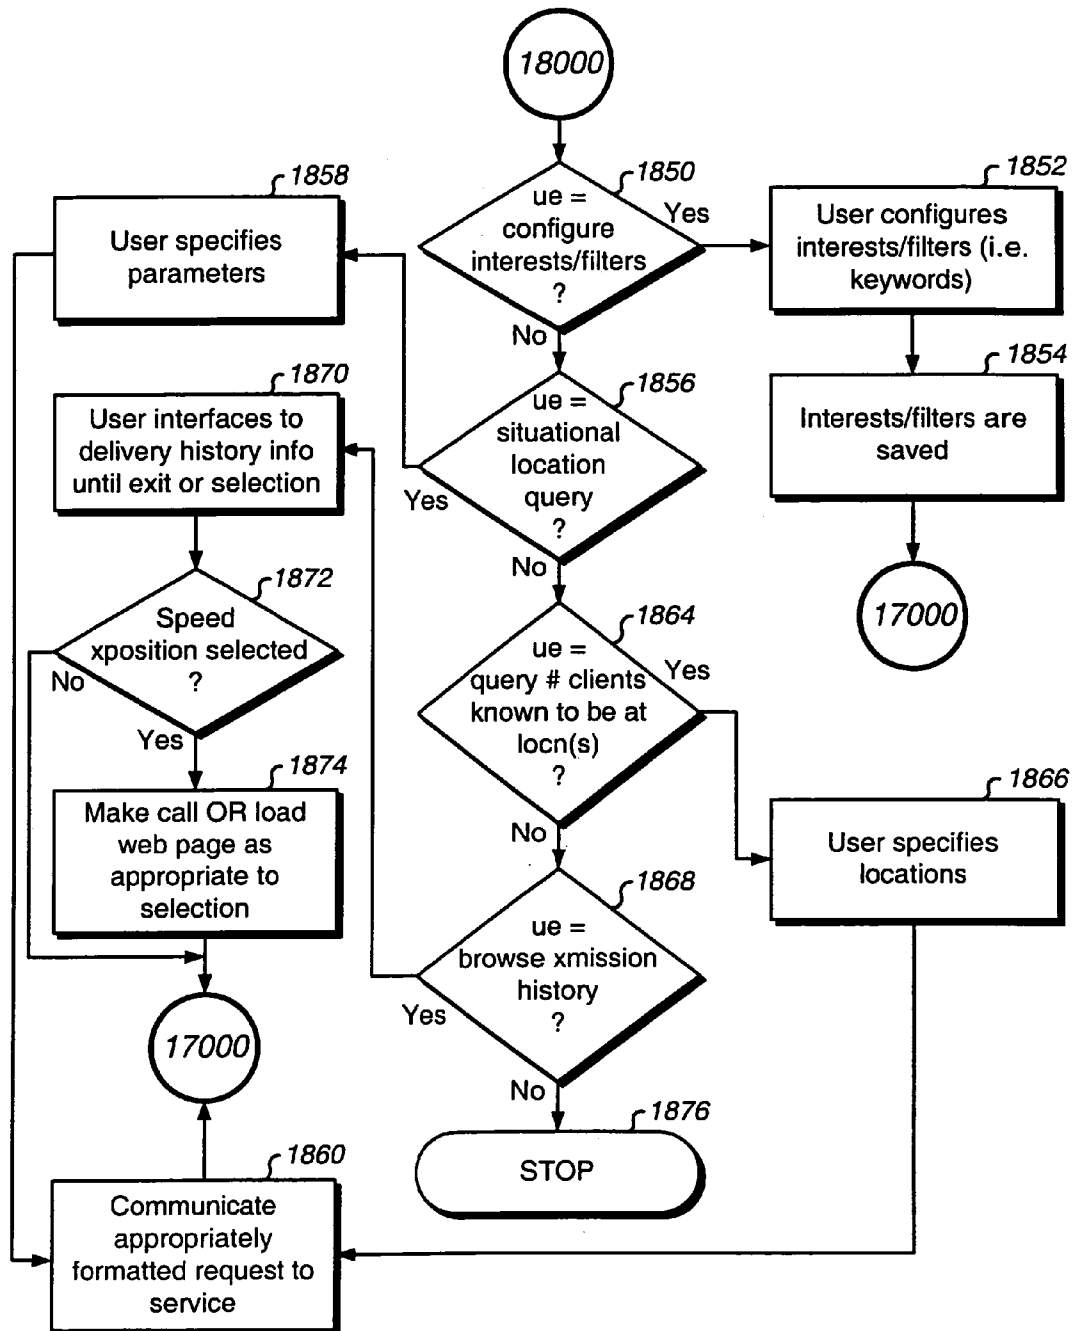 18000
1850
ue =
configure
interests/filters
?
Yes
No
1852
User configures
interests/filters (i.e.
keywords)
1854
Interests/filters are
saved
17000
1858
User specifies
parameters
1856
ue =
situational
location
query
?
Yes
No
1870
User interfaces to
delivery history info
until exit or selection
1872
Speed
xposition selected
?
No
Yes
1874
Make call OR load
web page as
appropriate to
selection
17000
1864
ue =
query # clients
known to be at
locn(s)
?
Yes
No
1866
User specifies
locations
1868
ue =
browse xmission
history
?
Yes
No
1876
STOP
1860
Communicate
appropriately
formatted request to
service